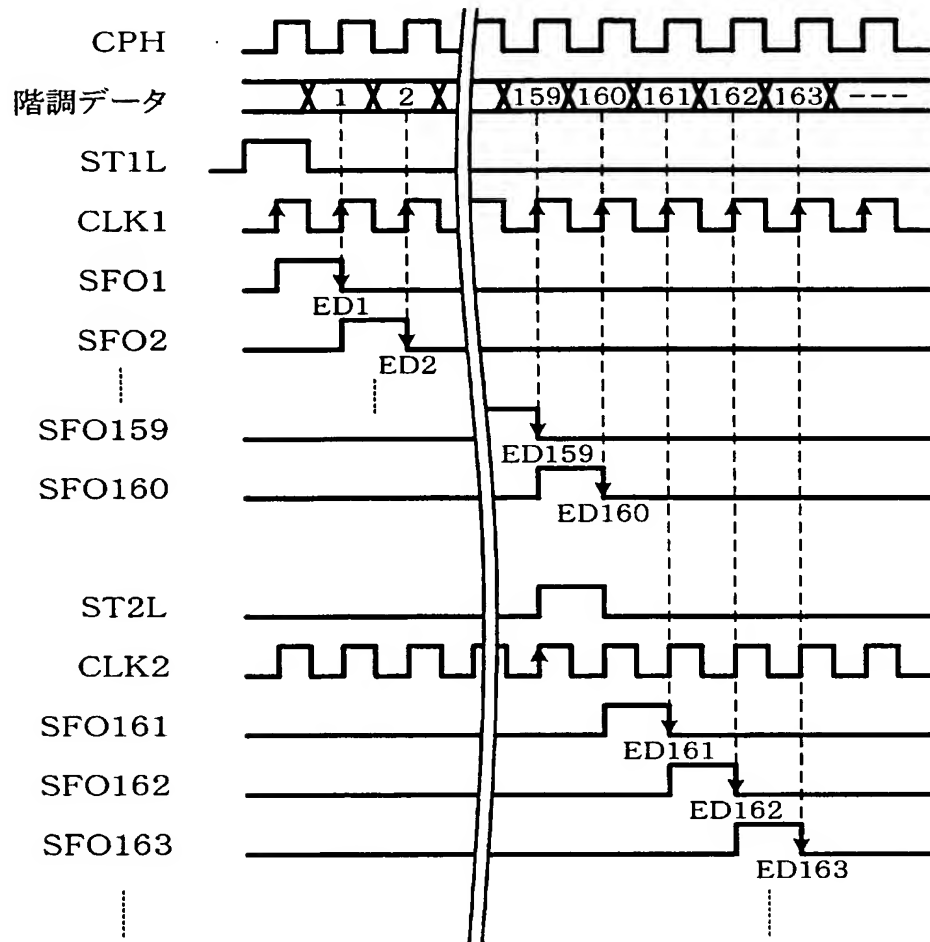 CPH
階調データ 1 2 159 160 161 162 163
ST1L
CLK1
SFO1
ED1
SFO2
ED2
SFO159
ED159
SFO160
ED160
ST2L
CLK2
SFO161
ED161
SFO162
ED162
SFO163
ED163